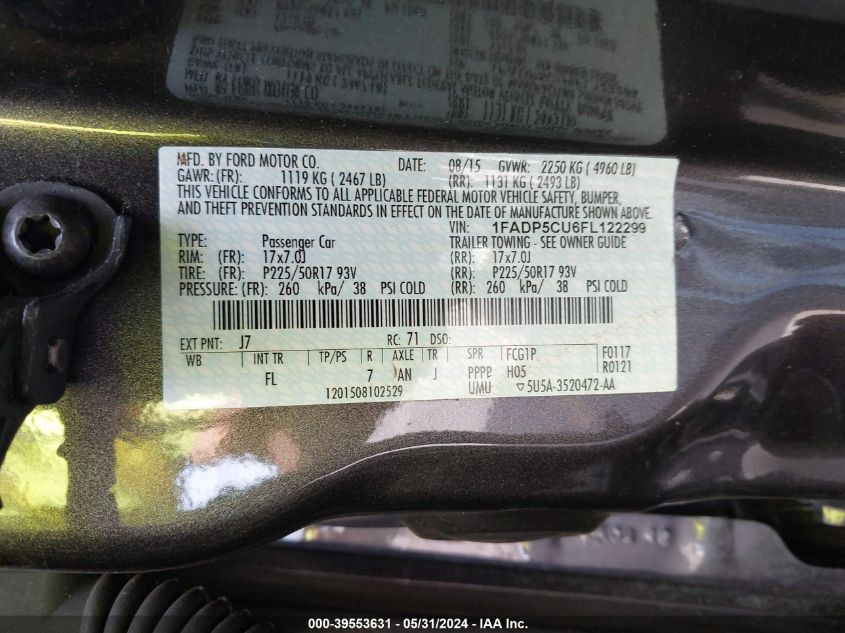 MFD. BY FORD MOTOR CO. DATE: 08/15 GVWR: 2250 KG ( 4960 LB)
GAWR: (FR): 1119 KG ( 2467 LB) (RR): 1131 KG ( 2493 LB)
THIS VEHICLE CONFORMS TO ALL APPLICABLE FEDERAL MOTOR VEHICLE SAFETY, BUMPER,
AND THEFT PREVENTION STANDARDS IN EFFECT ON THE DATE OF MANUFACTURE SHOWN ABOVE.
VIN: 1FADP5CU6FL122299
TYPE: Passenger Car TRAILER TOWING - SEE OWNER GUIDE
RIM: (FR): 17x7.0J (RR): 17x7.0J
TIRE: (FR): P225/50R17 93V (RR): P225/50R17 93V
PRESSURE: (FR): 260 kPa/ 38 PSI COLD (RR): 260 kPa/ 38 PSI COLD
EXT PNT: J7 RC: 71 DSO:
WB INT TR TP/PS R AXLE TR SPR FCG1P F0117
FL 7 AN J PPPP H05 R0121
1201508102529 UMU ▽5U5A-3520472-AA
000-39553631 - 05/31/2024 - IAA Inc.